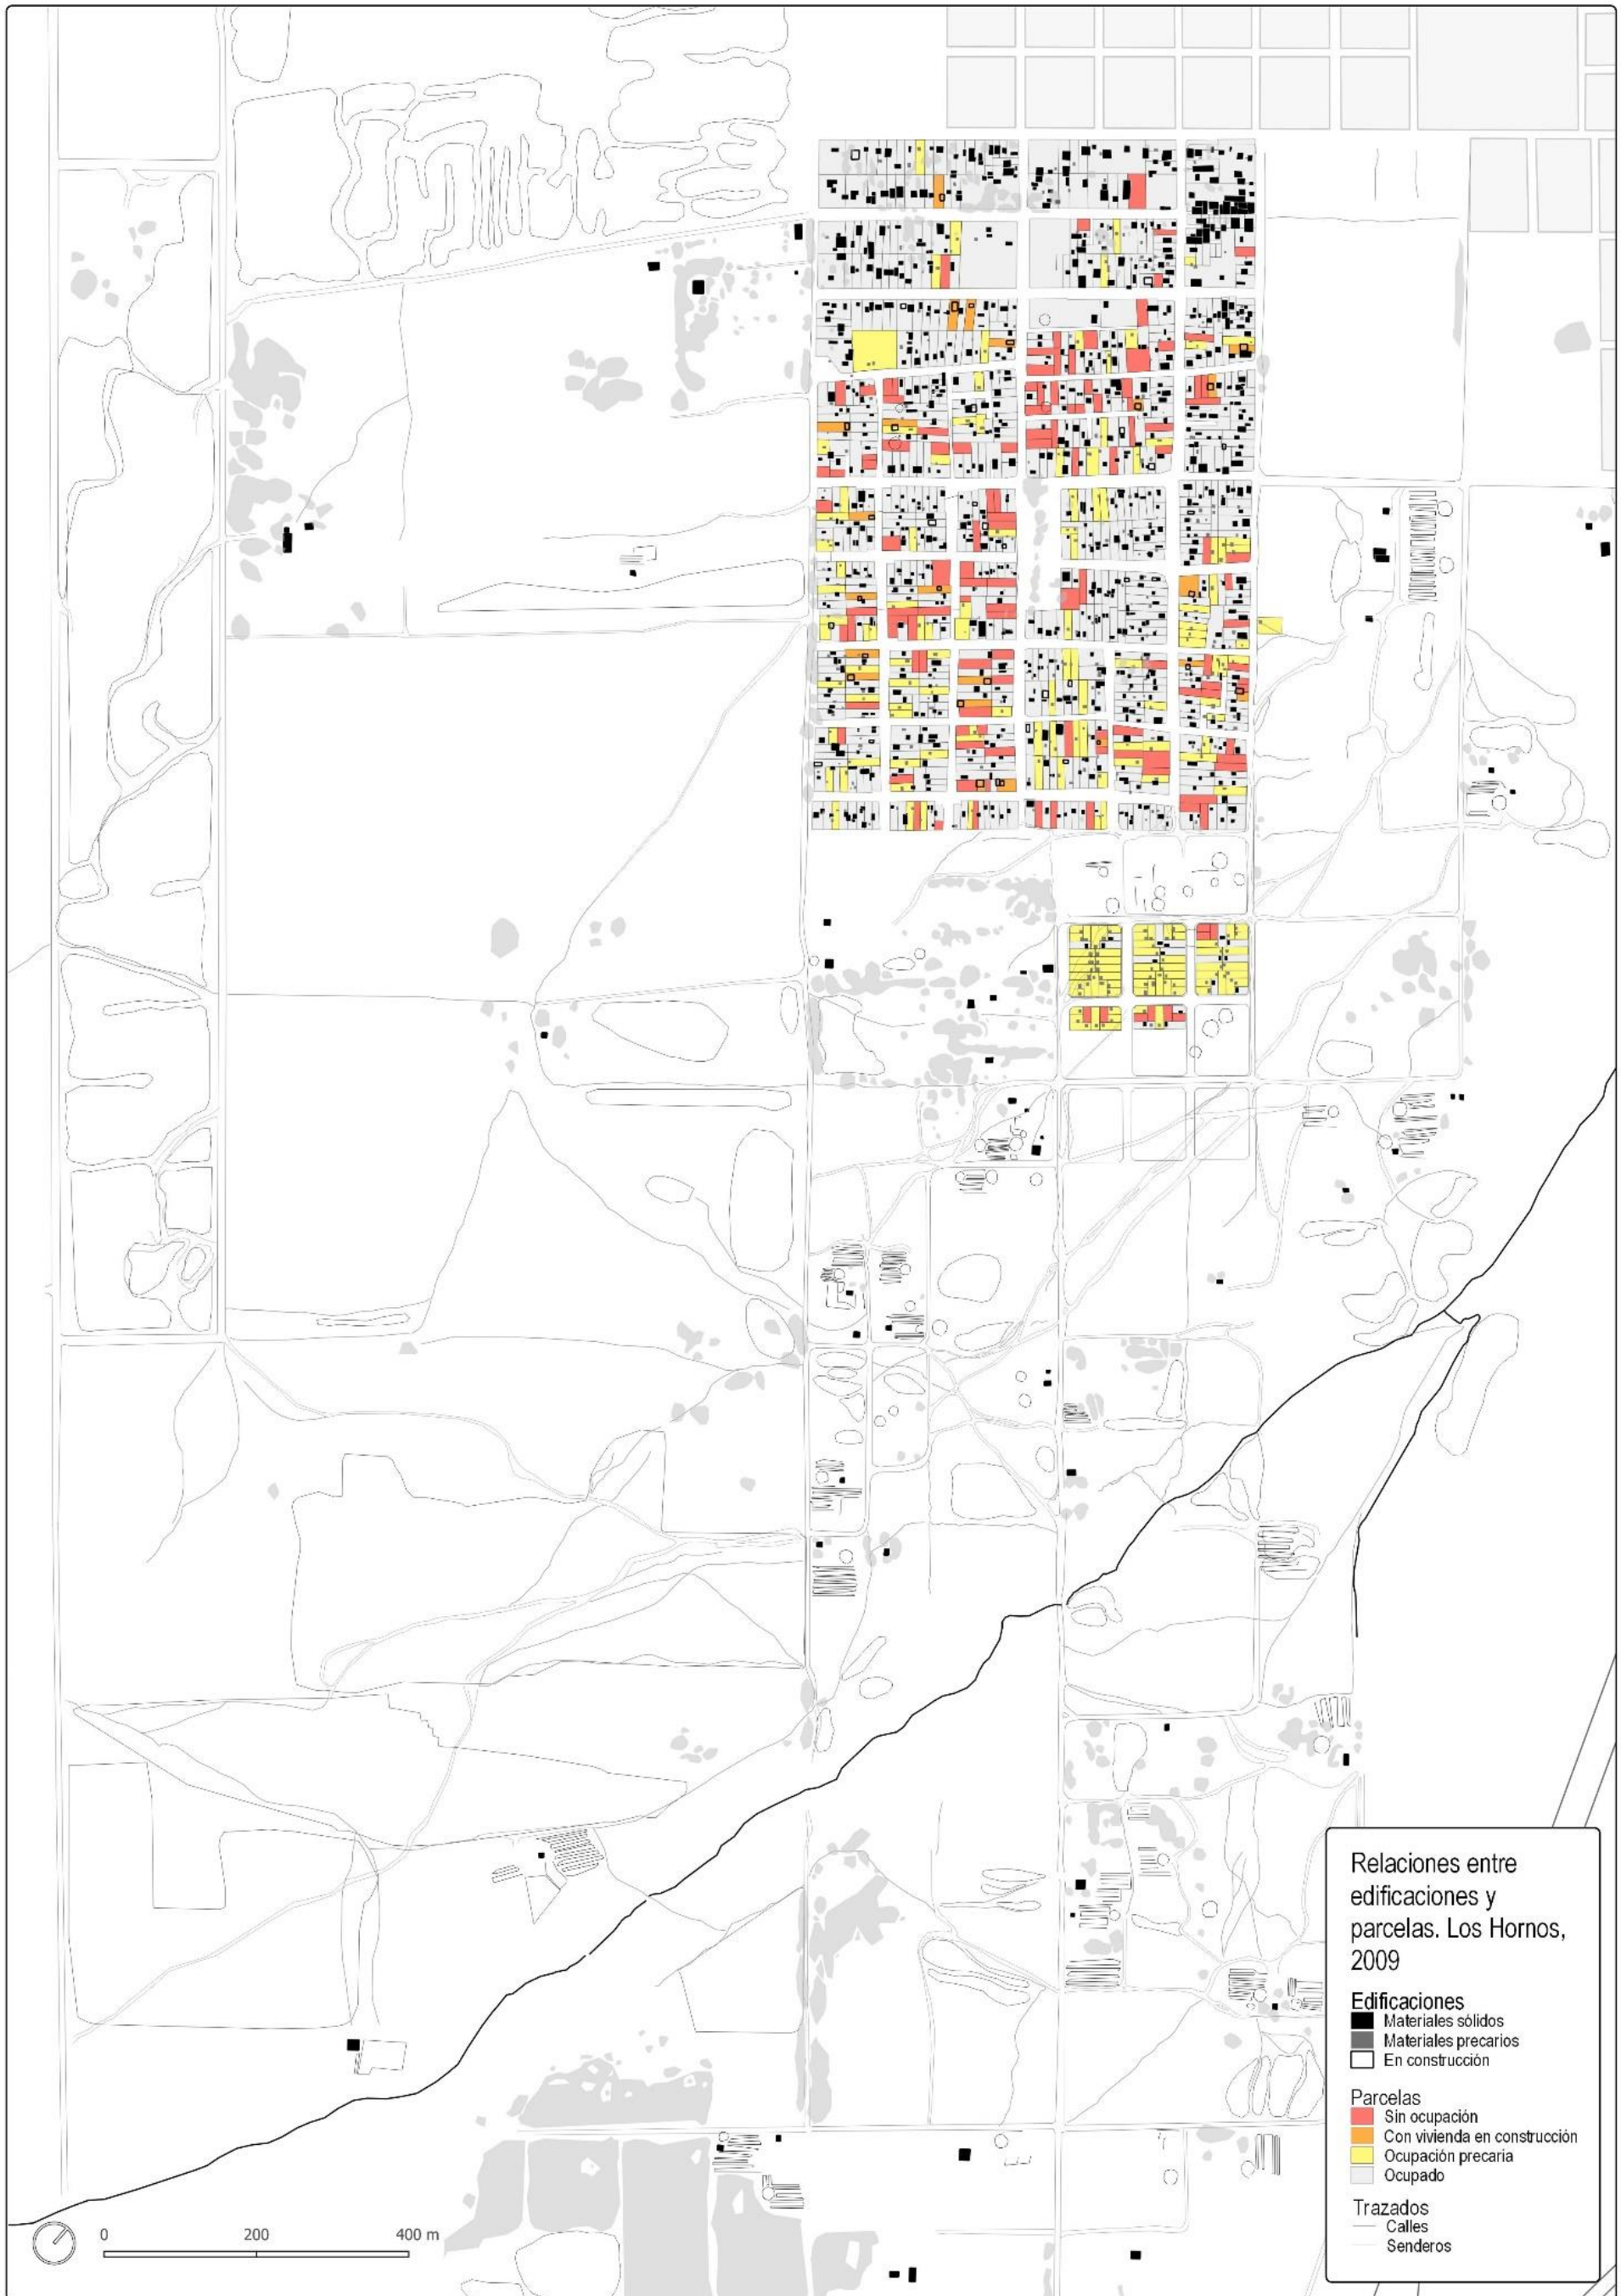 Relaciones entre
edificaciones y
parcelas. Los Hornos,
2009
Edificaciones
Materiales sólidos
Materiales precarios
En construcción
Parcelas
Sin ocupación
Con vivienda en construcción
Ocupación precaria
Ocupado
Trazados
Calles
Senderos
0 200 400 m